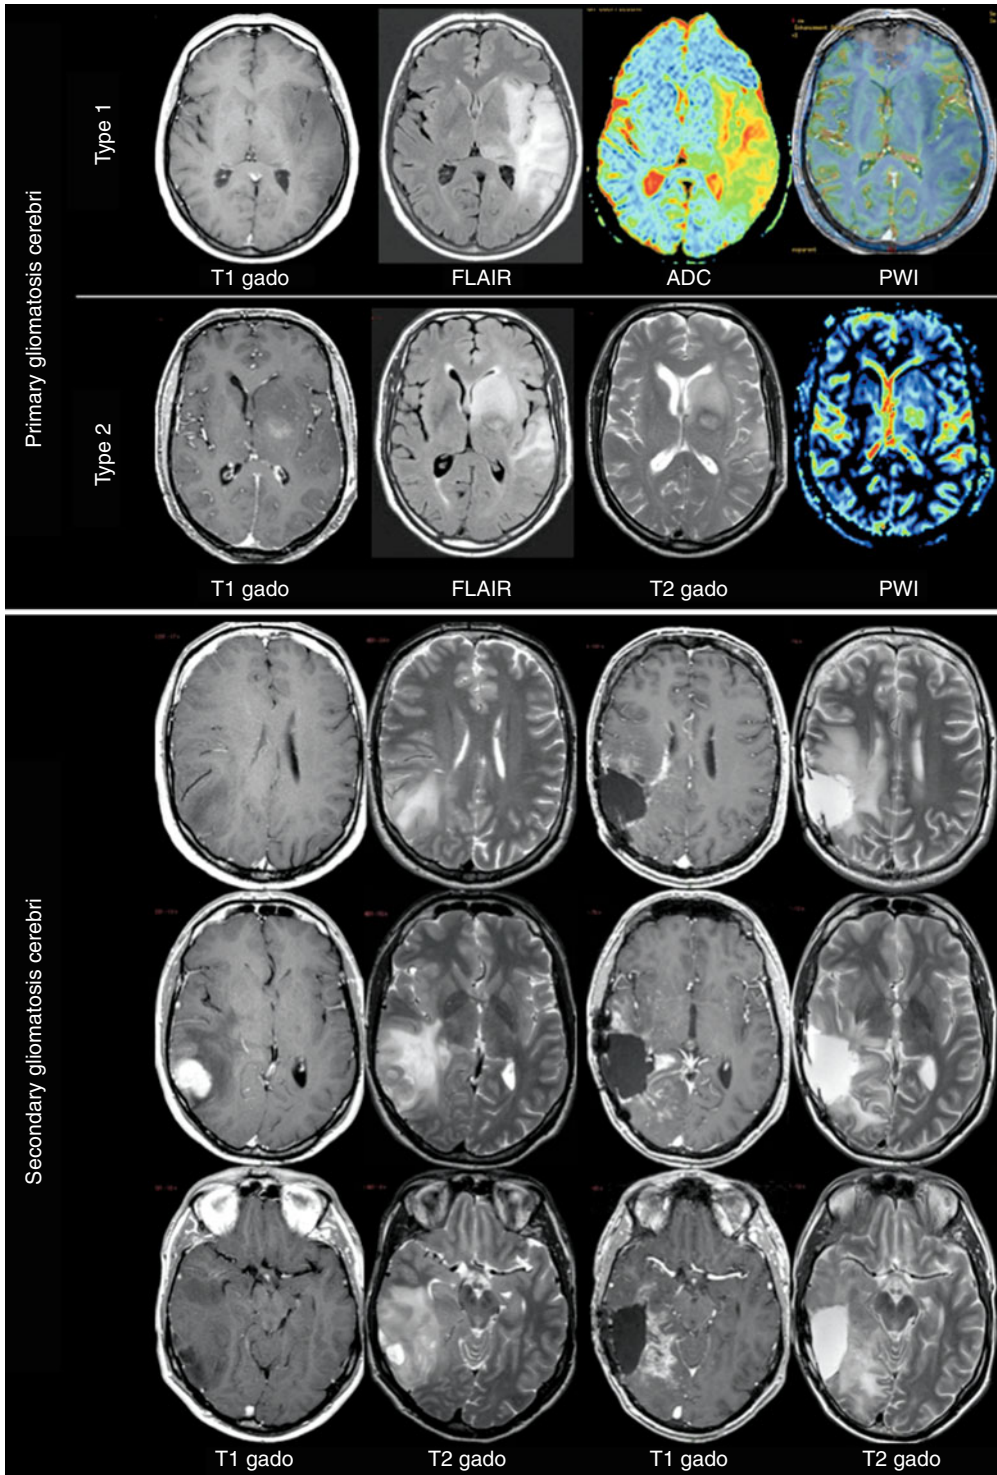 Primary gliomatosis cerebri
Type 1
T1 gado
FLAIR
ADC
PWI
Type 2
T1 gado
FLAIR
T2 gado
PWI
Secondary gliomatosis cerebri
T1 gado
T2 gado
T1 gado
T2 gado